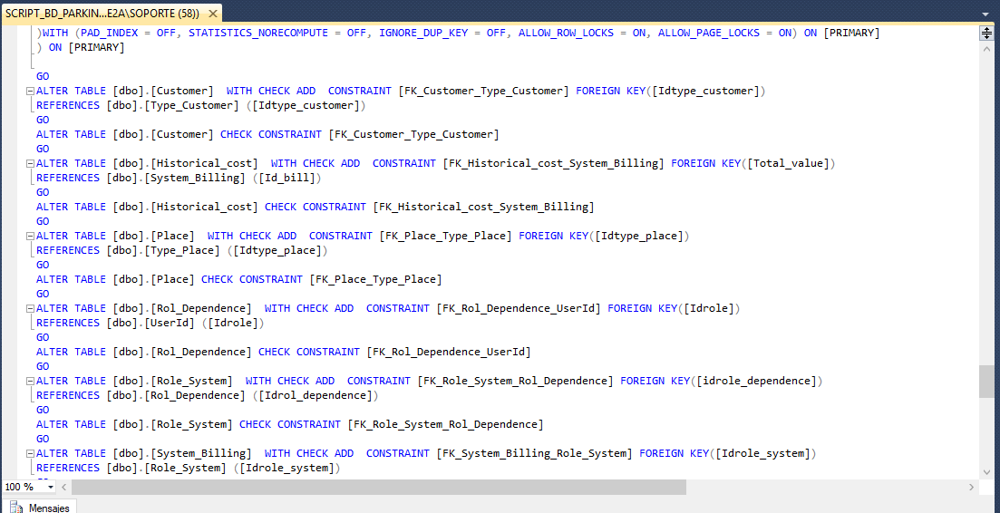 SCRIPT_BD_PARKIN...E2A\SOPORTE (58))
)WITH (PAD_INDEX = OFF, STATISTICS_NORECOMPUTE = OFF, IGNORE_DUP_KEY = OFF, ALLOW_ROW_LOCKS = ON, ALLOW_PAGE_LOCKS = ON) ON [PRIMARY]
) ON [PRIMARY]
GO
ALTER TABLE [dbo].[Customer]  WITH CHECK ADD  CONSTRAINT [FK_Customer_Type_Customer] FOREIGN KEY([Idtype_customer])
REFERENCES [dbo].[Type_Customer] ([Idtype_customer])
GO
ALTER TABLE [dbo].[Customer] CHECK CONSTRAINT [FK_Customer_Type_Customer]
GO
ALTER TABLE [dbo].[Historical_cost]  WITH CHECK ADD  CONSTRAINT [FK_Historical_cost_System_Billing] FOREIGN KEY([Total_value])
REFERENCES [dbo].[System_Billing] ([Id_bill])
GO
ALTER TABLE [dbo].[Historical_cost] CHECK CONSTRAINT [FK_Historical_cost_System_Billing]
GO
ALTER TABLE [dbo].[Place]  WITH CHECK ADD  CONSTRAINT [FK_Place_Type_Place] FOREIGN KEY([Idtype_place])
REFERENCES [dbo].[Type_Place] ([Idtype_place])
GO
ALTER TABLE [dbo].[Place] CHECK CONSTRAINT [FK_Place_Type_Place]
GO
ALTER TABLE [dbo].[Rol_Dependence]  WITH CHECK ADD  CONSTRAINT [FK_Rol_Dependence_UserId] FOREIGN KEY([Idrole])
REFERENCES [dbo].[UserId] ([Idrole])
GO
ALTER TABLE [dbo].[Rol_Dependence] CHECK CONSTRAINT [FK_Rol_Dependence_UserId]
GO
ALTER TABLE [dbo].[Role_System]  WITH CHECK ADD  CONSTRAINT [FK_Role_System_Rol_Dependence] FOREIGN KEY([idrole_dependence])
REFERENCES [dbo].[Rol_Dependence] ([Idrol_dependence])
GO
ALTER TABLE [dbo].[Role_System] CHECK CONSTRAINT [FK_Role_System_Rol_Dependence]
GO
ALTER TABLE [dbo].[System_Billing]  WITH CHECK ADD  CONSTRAINT [FK_System_Billing_Role_System] FOREIGN KEY([Idrole_system])
REFERENCES [dbo].[Role_System] ([Idrole_system])
100 %
Mensajes